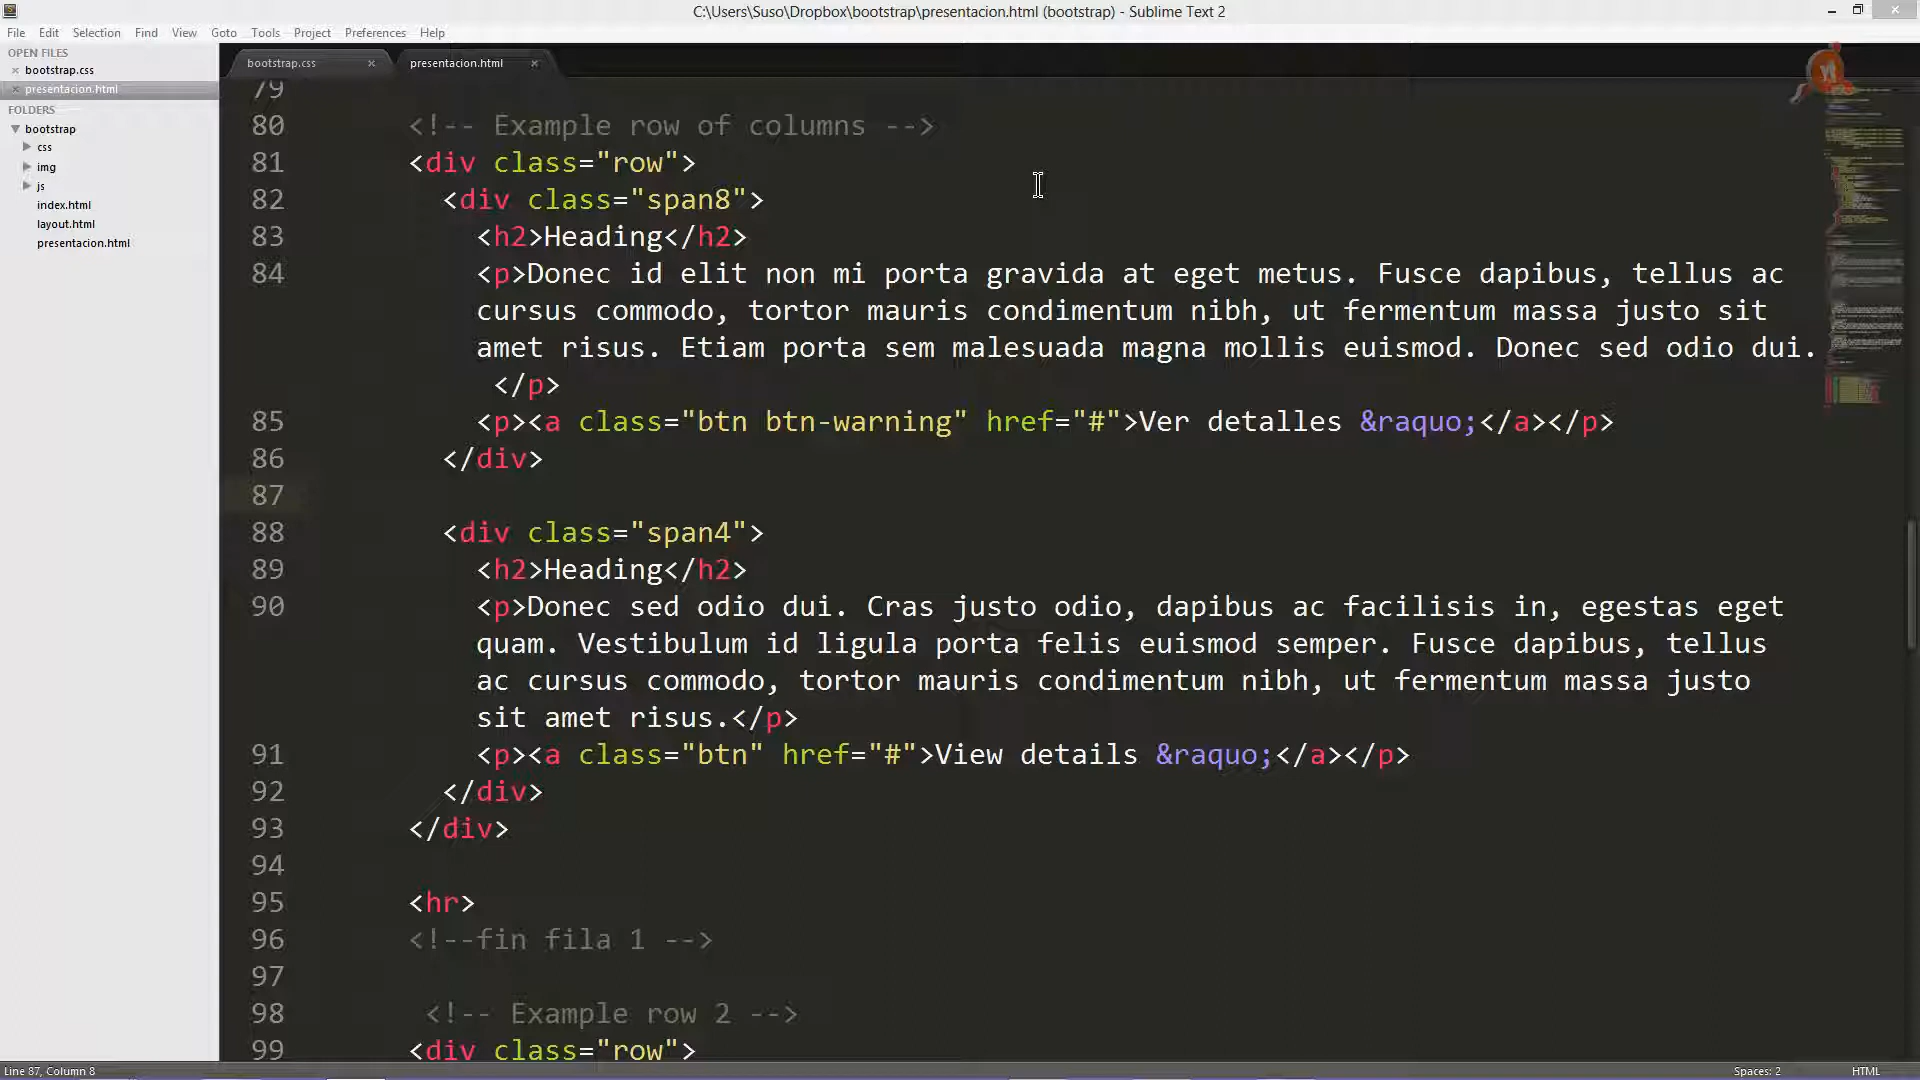 C:\Users\Suso\Dropbox\bootstrap\presentacion.html (bootstrap) - Sublime Text 2
File Edit Selection Find View Goto Tools Project Preferences Help
OPEN FILES
bootstrap.css
presentacion.html
FOLDERS
bootstrap
css
img
js
index.html
layout.html
presentacion.html
bootstrap.css presentacion.html
79
80 <!-- Example row of columns -->
81 <div class="row">
82 <div class="span8">
83 <h2>Heading</h2>
84 <p>Donec id elit non mi porta gravida at eget metus. Fusce dapibus, tellus ac
cursus commodo, tortor mauris condimentum nibh, ut fermentum massa justo sit
amet risus. Etiam porta sem malesuada magna mollis euismod. Donec sed odio dui.
</p>
85 <p><a class="btn btn-warning" href="#">Ver detalles &raquo;</a></p>
86 </div>
87
88 <div class="span4">
89 <h2>Heading</h2>
90 <p>Donec sed odio dui. Cras justo odio, dapibus ac facilisis in, egestas eget
quam. Vestibulum id ligula porta felis euismod semper. Fusce dapibus, tellus
ac cursus commodo, tortor mauris condimentum nibh, ut fermentum massa justo
sit amet risus.</p>
91 <p><a class="btn" href="#">View details &raquo;</a></p>
92 </div>
93 </div>
94
95 <hr>
96 <!--fin fila 1 -->
97
98 <!-- Example row 2 -->
99 <div class="row">
Line 87, Column 8
Spaces: 2
HTML